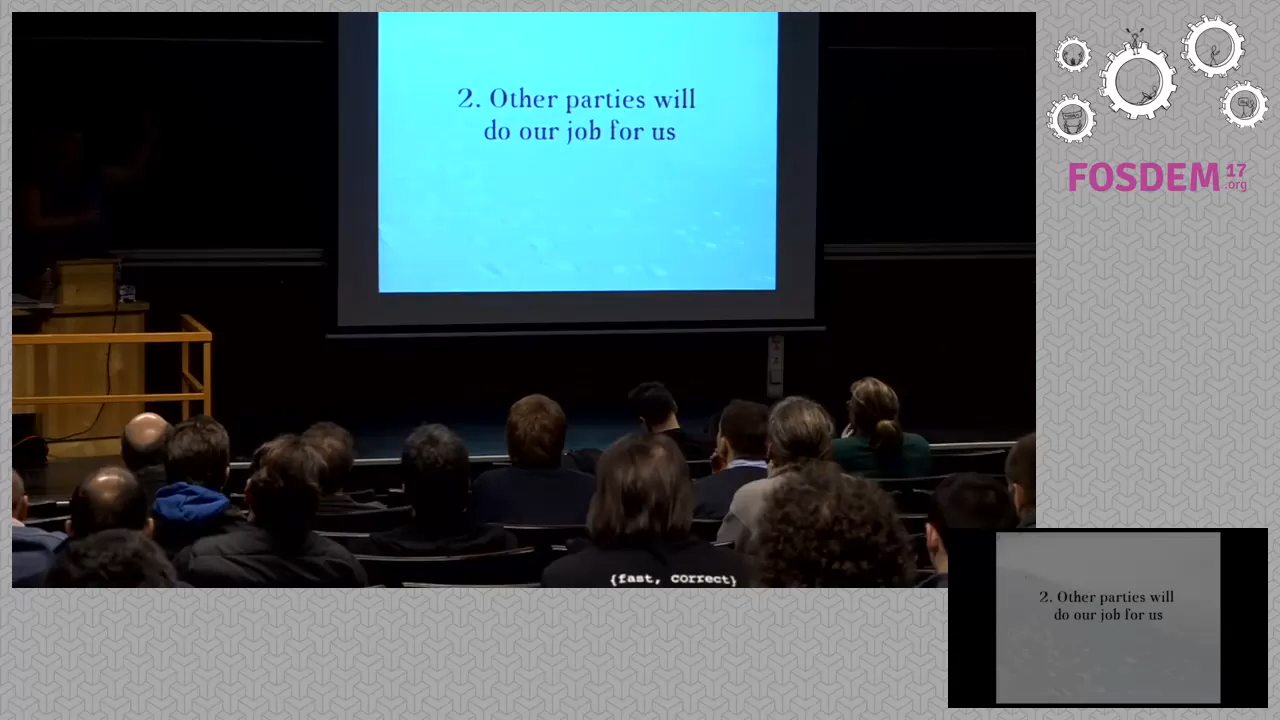 2. Other parties will
do our job for us
{fast, correct}
FOSDEM 17
.org
2. Other parties will
do our job for us